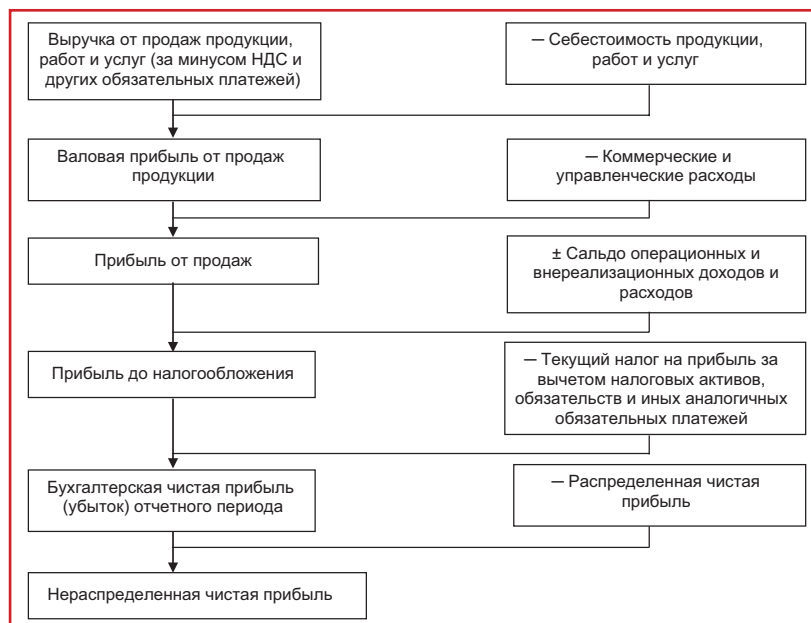 Выручка от продаж продукции,
работ и услуг (за минусом НДС и
других обязательных платежей)
— Себестоимость продукции,
работ и услуг
Валовая прибыль от продаж
продукции
— Коммерческие и
управленческие расходы
Прибыль от продаж
± Сальдо операционных и
внереализационных доходов и
расходов
Прибыль до налогообложения
— Текущий налог на прибыль за
вычетом налоговых активов,
обязательств и иных аналогичных
обязательных платежей
Бухгалтерская чистая прибыль
(убыток) отчетного периода
— Распределенная чистая
прибыль
Нераспределенная чистая прибыль